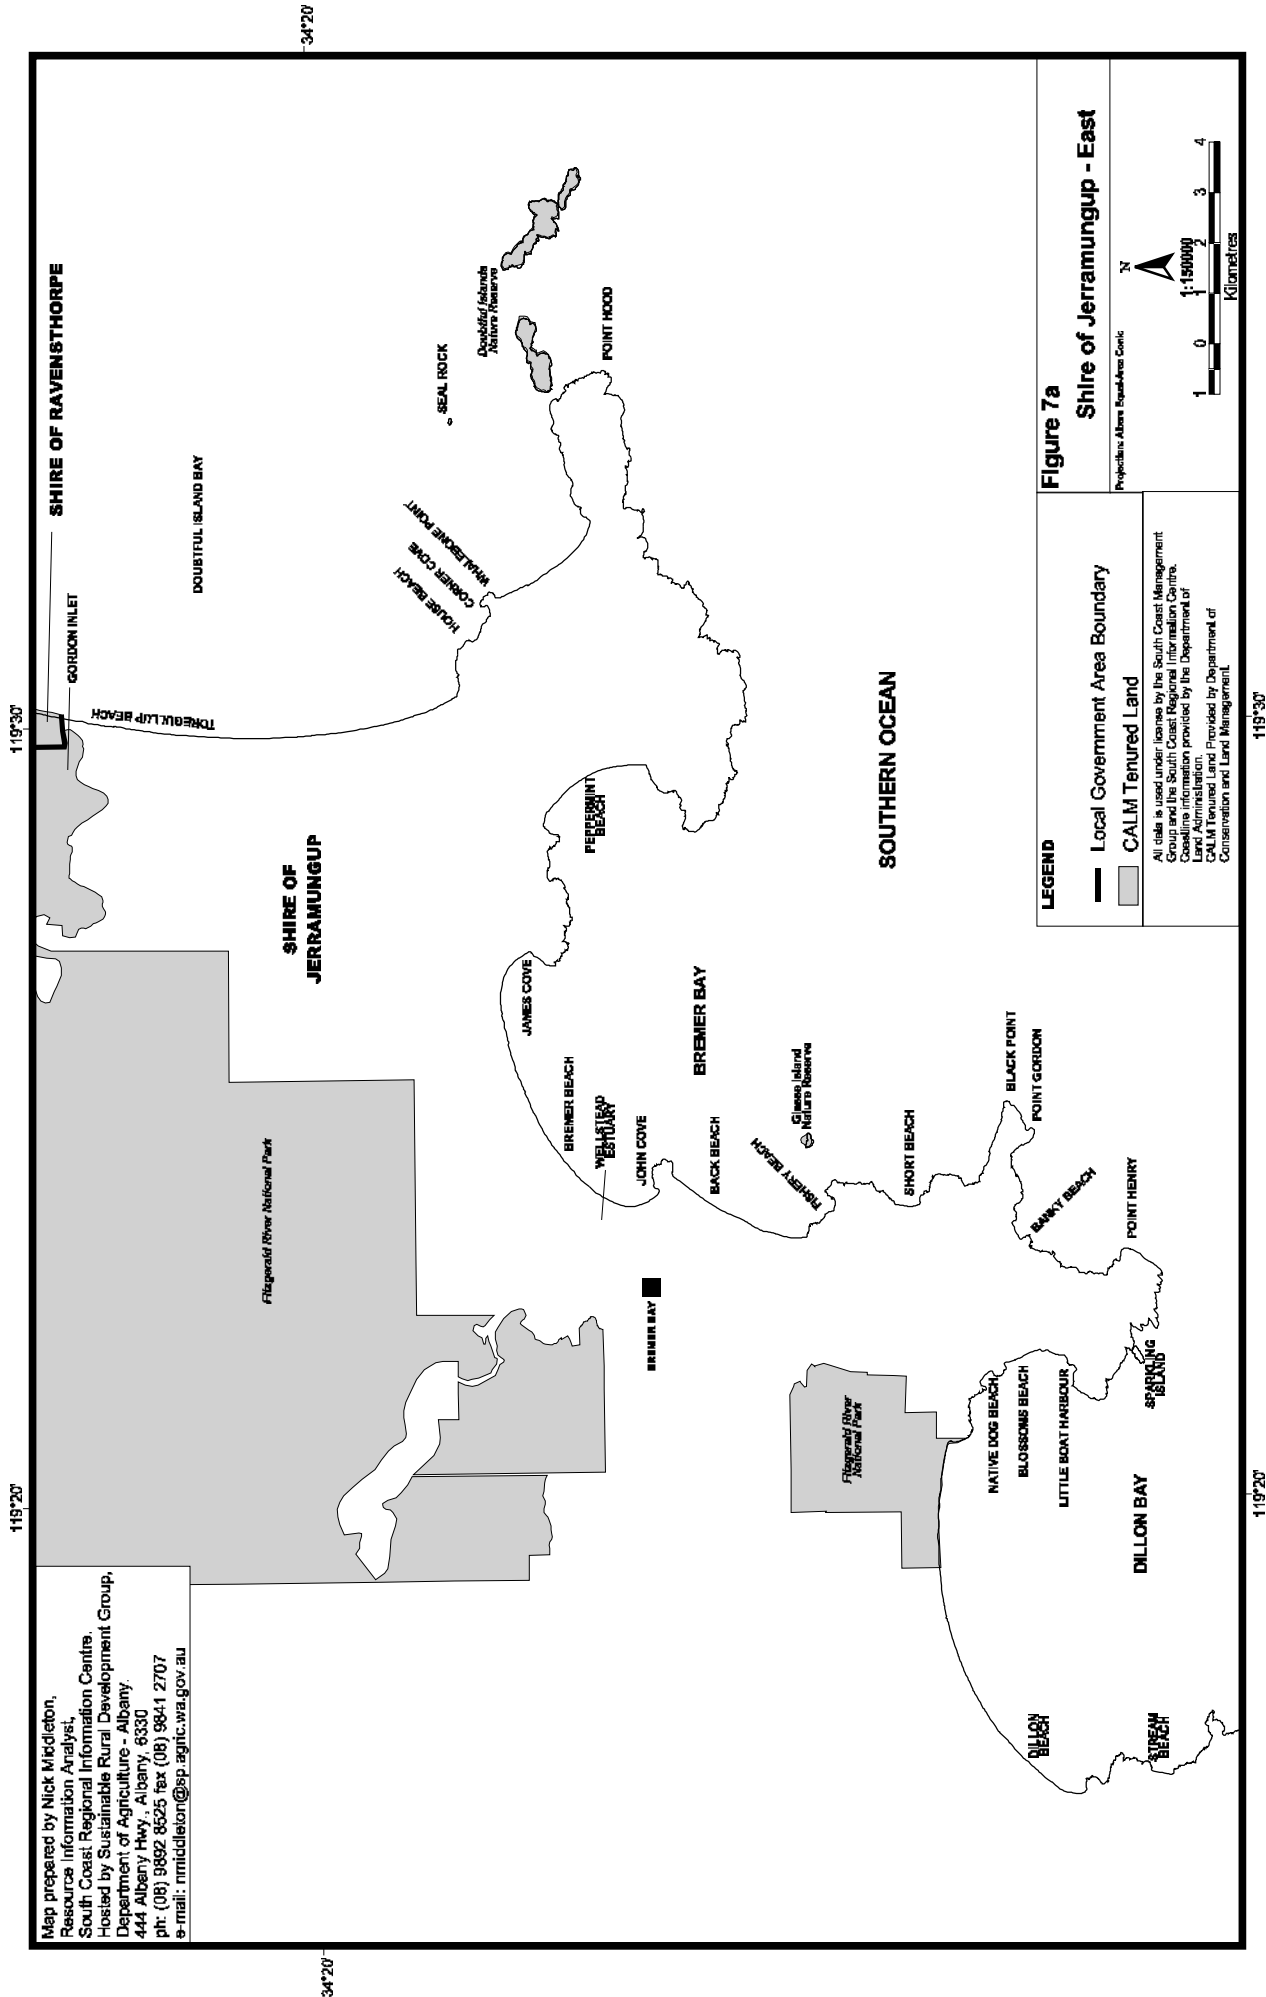 119°20'
119°30'
34°20'
34°20'
119°20'
119°30'
Map prepared by Nick Middleton,
Resource Information Analyst,
South Coast Regional Information Centre.
Hosted by Sustainable Rural Development Group,
Department of Agriculture - Albany.
444 Albany Hwy., Albany, 6330
ph: (08) 9892 8525 fax (08) 9841 2707
e-mail: nmiddleton@sp.agric.wa.gov.au
SHIRE OF RAVENSTHORPE
GORDON INLET
TOREGULLUP BEACH
DOUBTFUL ISLAND BAY
Fitzgerald River National Park
SHIRE OF
JERRAMUNGUP
HOUSE BEACH
CORNER COVE
WHALEBONE POINT
SEAL ROCK
Doubtful Islands
Nature Reserve
POINT HOOD
JAMES COVE
PEPPERMINT
BEACH
BREMER BEACH
WELLSTEAD
ESTUARY
JOHN COVE
BREMER BAY
BREMER BAY
BACK BEACH
FISHERY BEACH
Glasse Island
Nature Reserve
Fitzgerald River
National Park
SHORT BEACH
SOUTHERN OCEAN
BLACK POINT
POINT GORDON
BANKY BEACH
POINT HENRY
NATIVE DOG BEACH
BLOSSOMS BEACH
LITTLE BOAT HARBOUR
SPARKLING
ISLAND
DILLON BAY
DILLON
BEACH
STREAM
BEACH
LEGEND
Local Government Area Boundary
CALM Tenured Land
All data is used under license by the South Coast Management
Group and the South Coast Regional Information Centre.
Coastline information provided by the Department of
Land Administration.
CALM Tenured Land Provided by Department of
Conservation and Land Management.
Figure 7a
Shire of Jerramungup - East
Projection: Albers Equal-Area Conic
N
1:150000
1 0 1 2 3 4
Kilometres